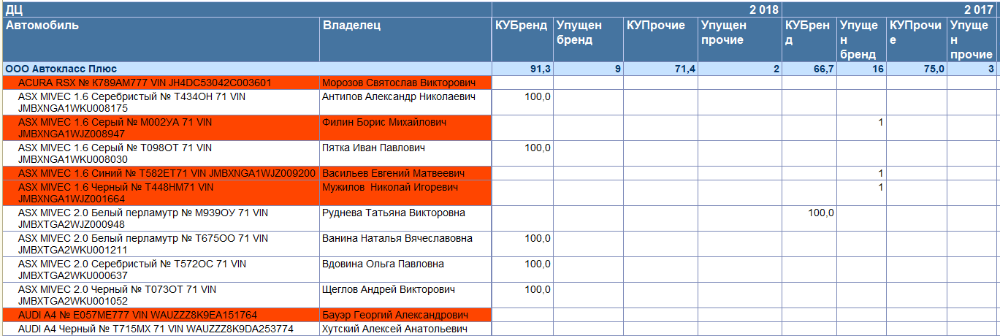 ДЦ 2 018 2 017
Автомобиль Владелец КУБренд Упущен КУПрочие Упущен КУБрен Упуще КУПрочи Упуще
бренд прочие д н е н
бренд прочие
ООО Автокласс Плюс 91,3 9 71,4 2 66,7 16 75,0 3
ACURA RSX № К789АМ777 VIN JH4DC53042C003601 Морозов Святослав Викторович
ASX MIVEC 1.6 Серебристый № Т434ОН 71 VIN Антипов Александр Николаевич 100,0
JMBXNGA1WKU008175
ASX MIVEC 1.6 Серый № М002УА 71 VIN Филин Борис Михайлович 1
JMBXNGA1WJZ008947
ASX MIVEC 1.6 Серый № Т098ОТ 71 VIN Пятка Иван Павлович 100,0
JMBXNGA1WKU008030
ASX MIVEC 1.6 Синий № Т582ЕТ71 VIN JMBXNGA1WJZ009200 Васильев Евгений Матвеевич 1
ASX MIVEC 1.6 Черный № Т448НМ71 VIN Мужилов Николай Игоревич 1
JMBXNGA1WJZ001664
ASX MIVEC 2.0 Белый перламутр № М939ОУ 71 VIN Руднева Татьяна Викторовна 100,0
JMBXTGA2WJZ000948
ASX MIVEC 2.0 Белый перламутр № Т675ОО 71 VIN Ванина Наталья Вячеславовна 100,0
JMBXTGA2WKU001211
ASX MIVEC 2.0 Серебристый № Т572ОС 71 VIN Вдовина Ольга Павловна 100,0
JMBXTGA2WKU000637
ASX MIVEC 2.0 Черный № Т073ОТ 71 VIN Щеглов Андрей Викторович 100,0
JMBXTGA2WKU001052
AUDI A4 № Е057МЕ777 VIN WAUZZZ8K9EA151764 Бауэр Георгий Александрович
AUDI A4 Черный № Т715МХ 71 VIN WAUZZZ8K9DA253774 Хутский Алексей Анатольевич